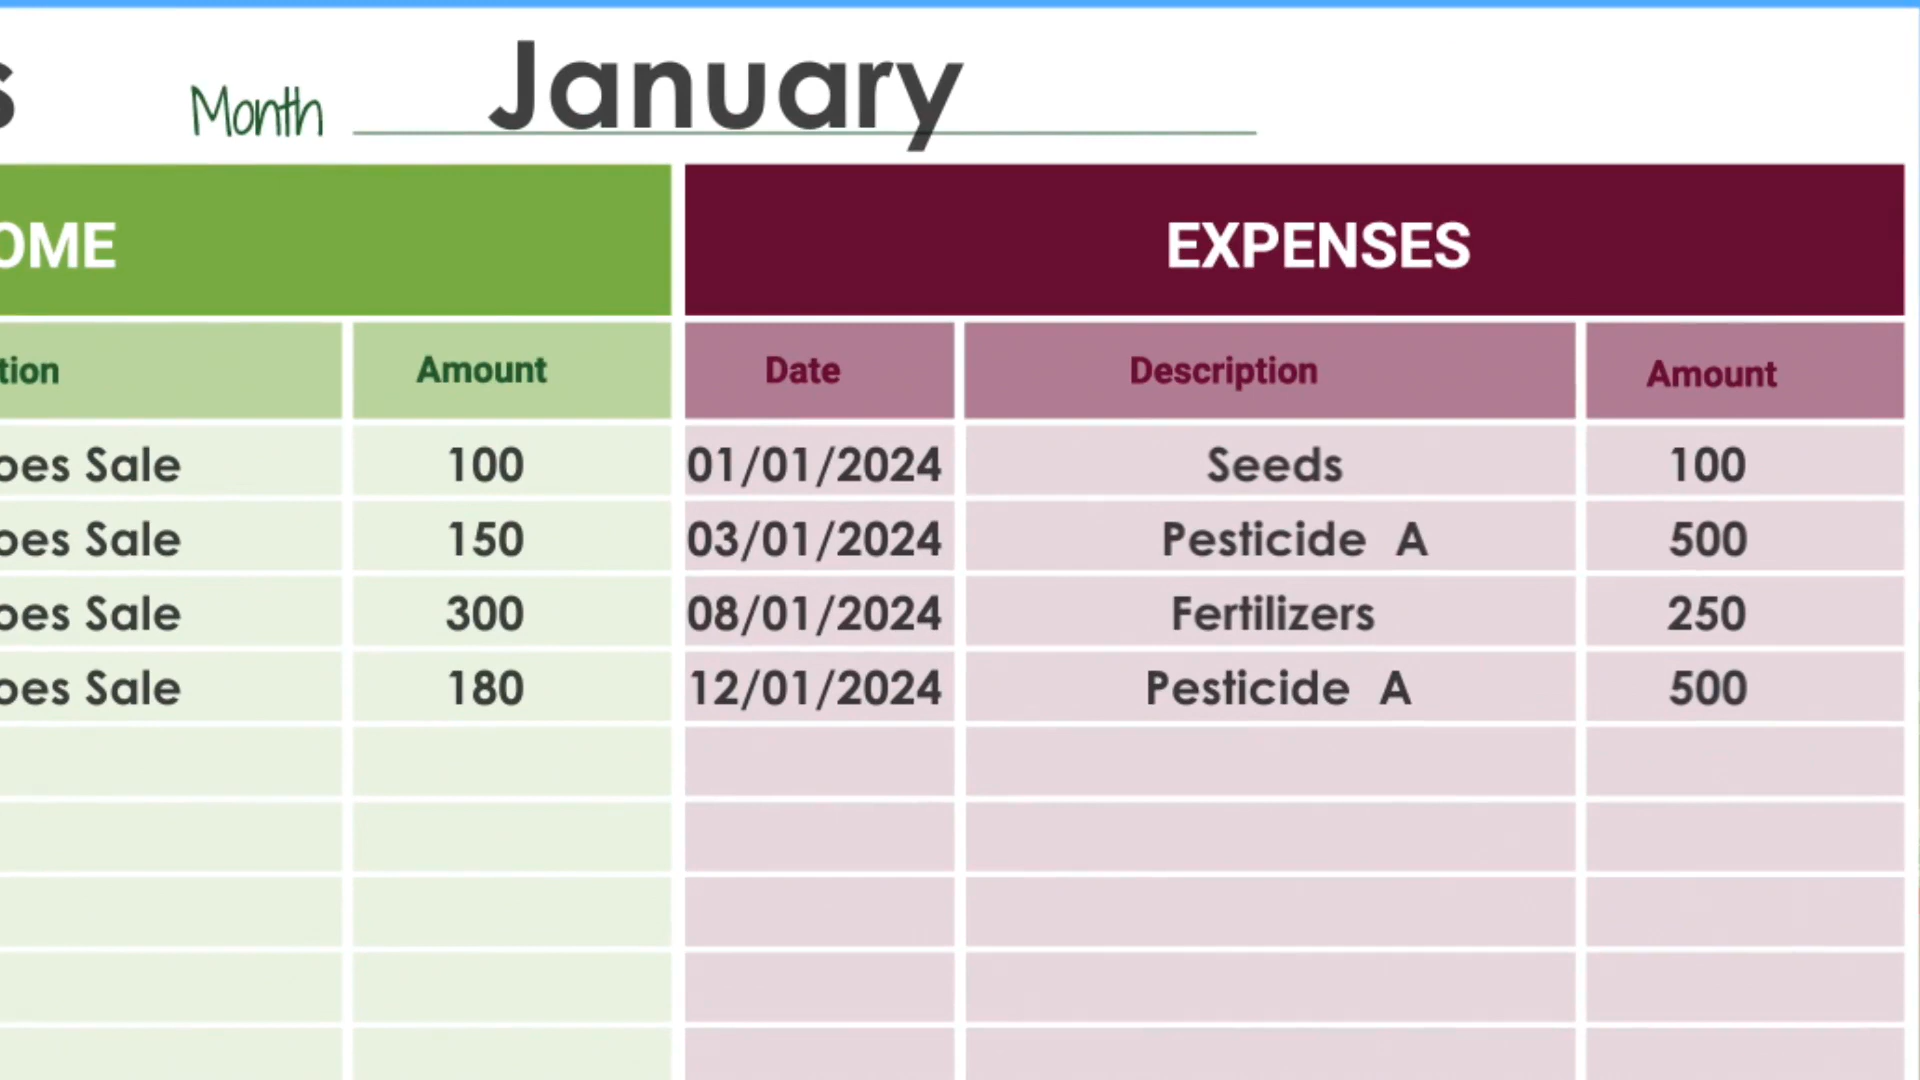 s Month January
OME EXPENSES
tion Amount Date Description Amount
oes Sale 100 01/01/2024 Seeds 100
oes Sale 150 03/01/2024 Pesticide A 500
oes Sale 300 08/01/2024 Fertilizers 250
oes Sale 180 12/01/2024 Pesticide A 500